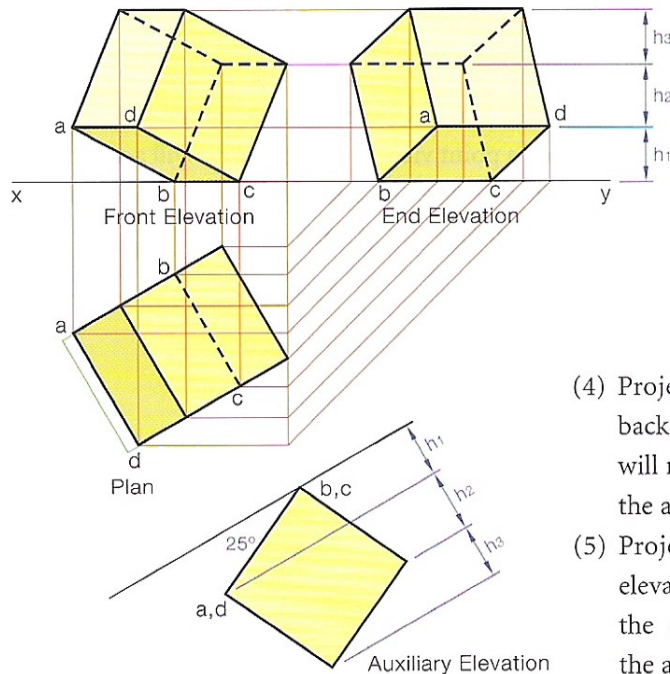 h3
h2
h1
a
d
a
d
x
b
c
b
c
y
Front Elevation
End Elevation
b
a
c
d
Plan
h1
h2
h3
b,c
25°
a,d
Auxiliary Elevation
(4) Proje
back
will r
the a
(5) Proje
eleva
the
the a